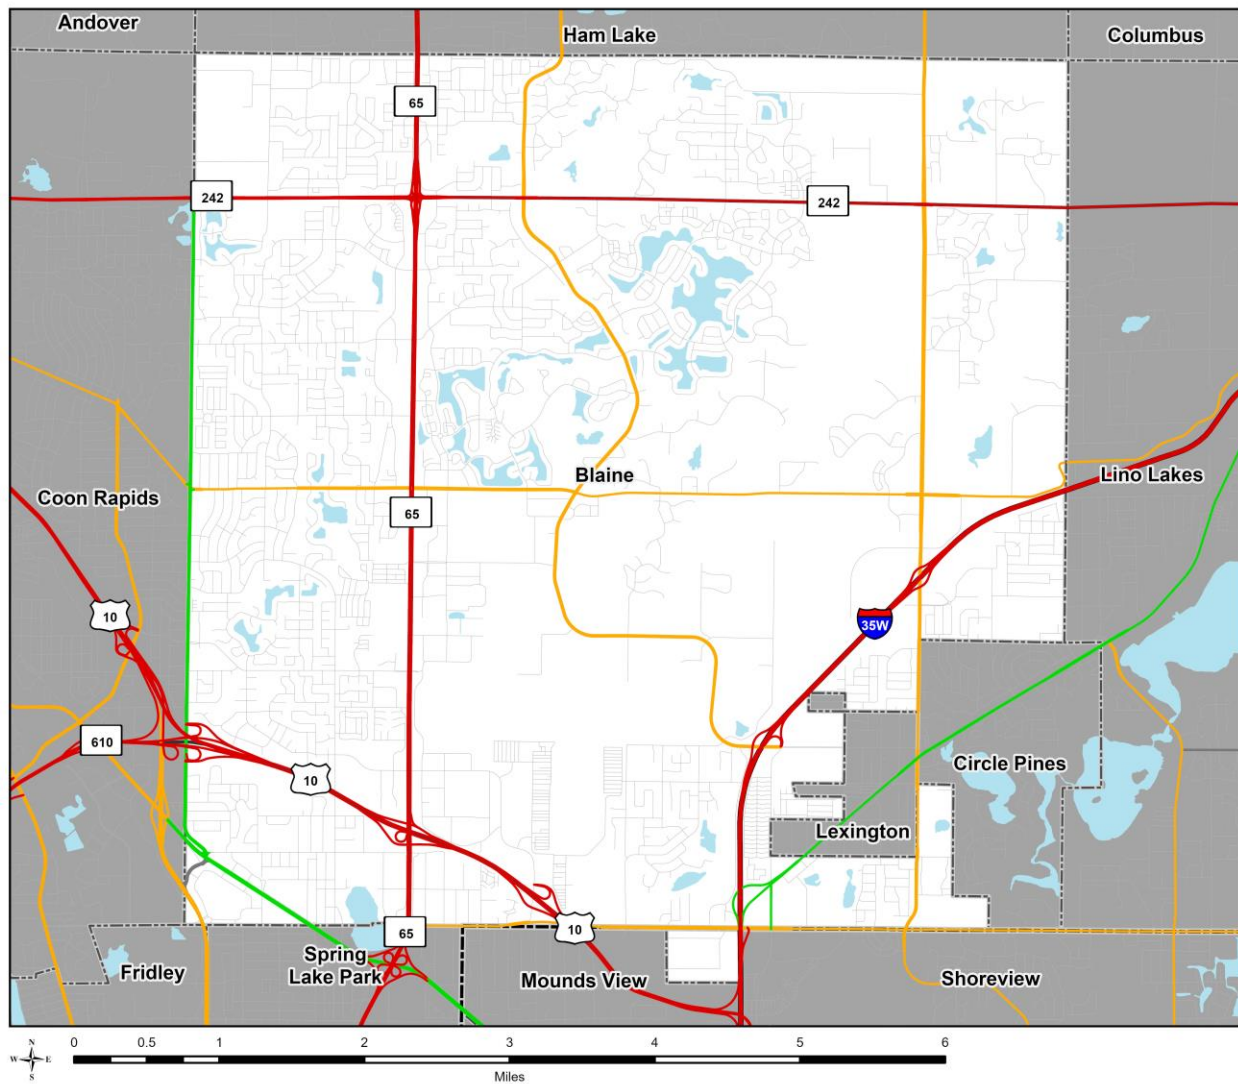 Andover
Ham Lake
Columbus
65
242
242
Blaine
Coon Rapids
65
Lino Lakes
10
35W
610
10
Circle Pines
Lexington
65
10
Spring
Lake Park
Fridley
Mounds View
Shoreview
N
W E
S
0 0.5 1 2 3 4 5 6
Miles